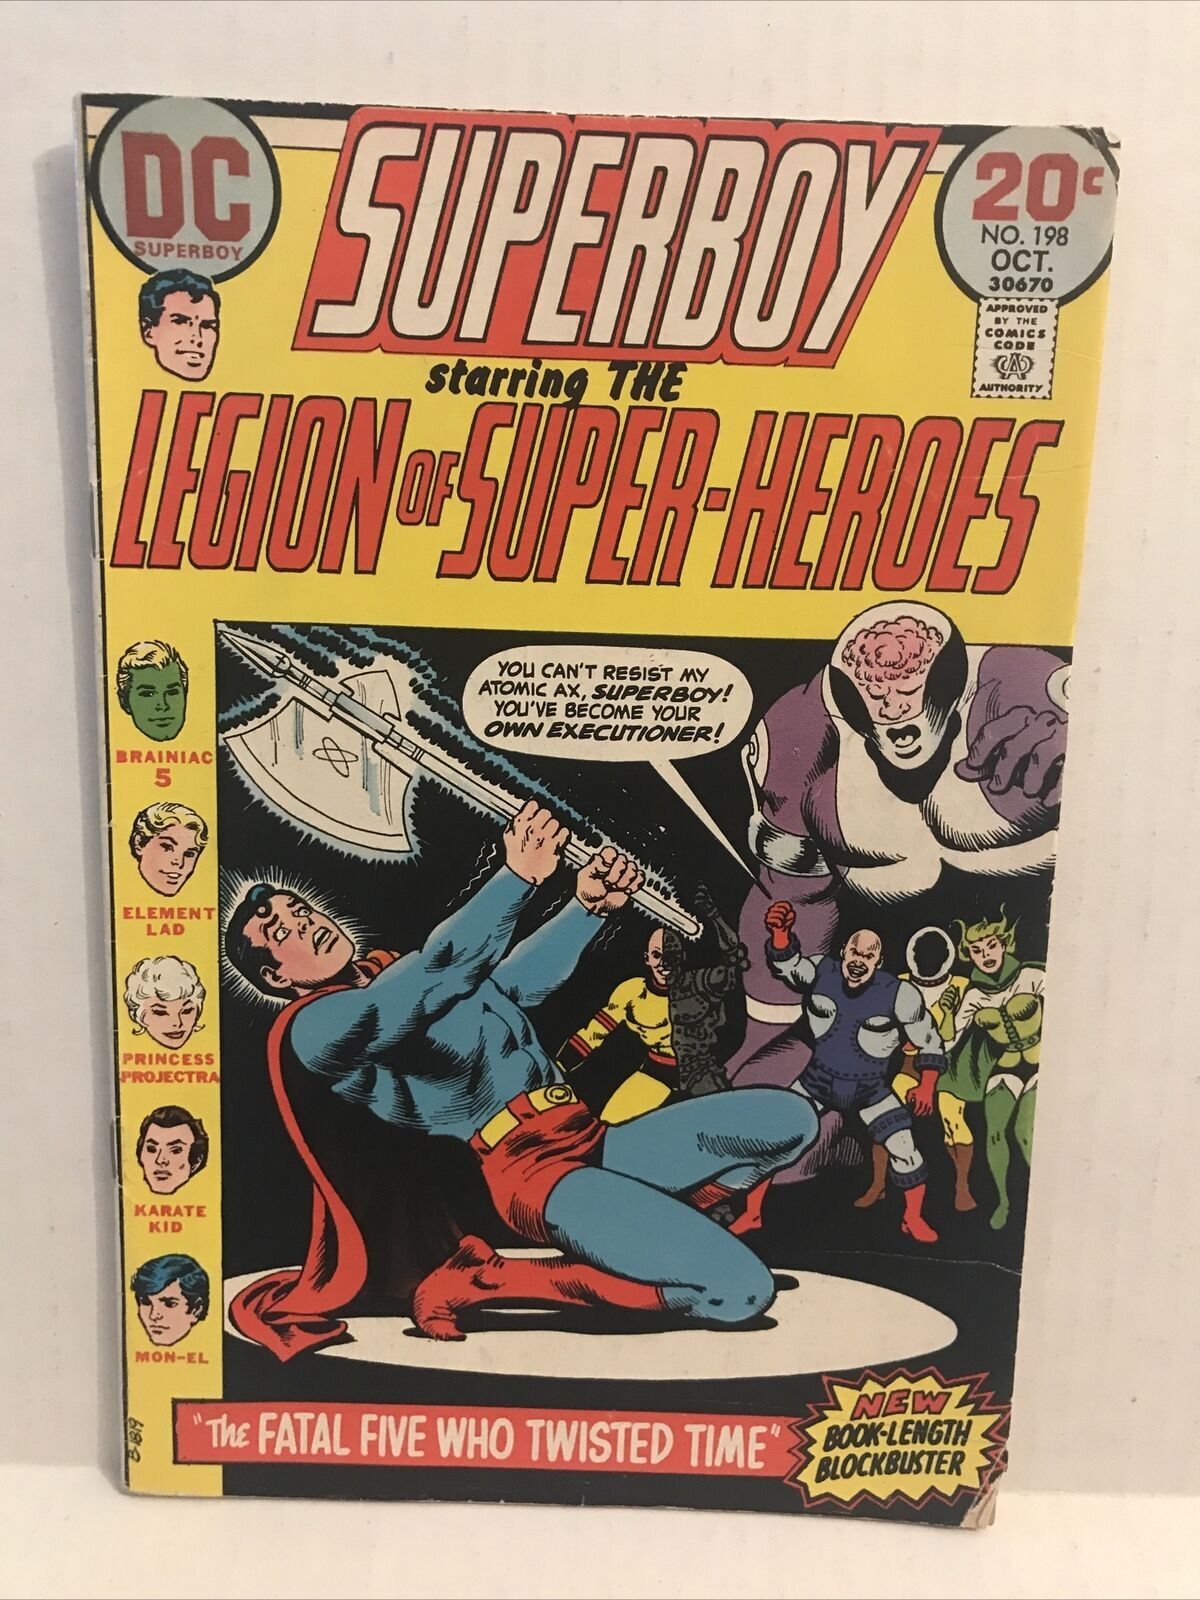 DC
SUPERBOY
SUPERBOY
20¢
NO. 198
OCT.
30670
APPROVED
BY THE
COMICS
CODE
CA
AUTHORITY
starring THE
LEGION OF SUPER-HEROES
BRAINIAC
5
ELEMENT
LAD
PRINCESS
PROJECTRA
KARATE
KID
MON-EL
YOU CAN'T RESIST MY
ATOMIC AX, SUPERBOY!
YOU'VE BECOME YOUR
OWN EXECUTIONER!
"The FATAL FIVE WHO TWISTED TIME"
NEW
BOOK-LENGTH
BLOCKBUSTER
B-1819